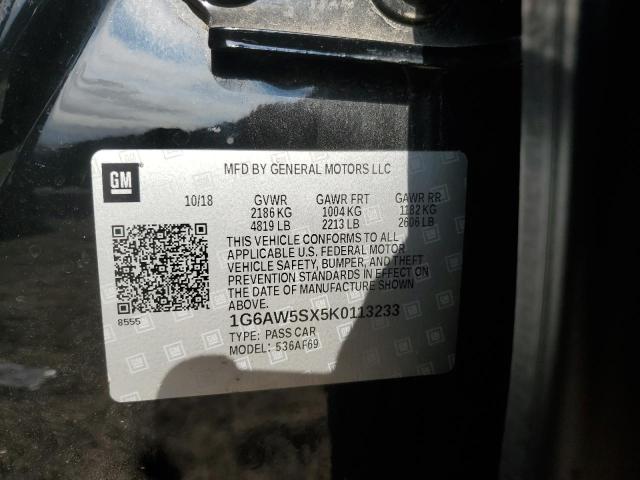 GM
MFD BY GENERAL MOTORS LLC
10/18 GVWR GAWR FRT GAWR RR
2186 KG 1004 KG 1182 KG
4819 LB 2213 LB 2606 LB
THIS VEHICLE CONFORMS TO ALL
APPLICABLE U.S. FEDERAL MOTOR
VEHICLE SAFETY, BUMPER, AND THEFT
PREVENTION STANDARDS IN EFFECT ON
THE DATE OF MANUFACTURE SHOWN
ABOVE.
8555
1G6AW5SX5K0113233
TYPE: PASS CAR
MODEL: 536AF69